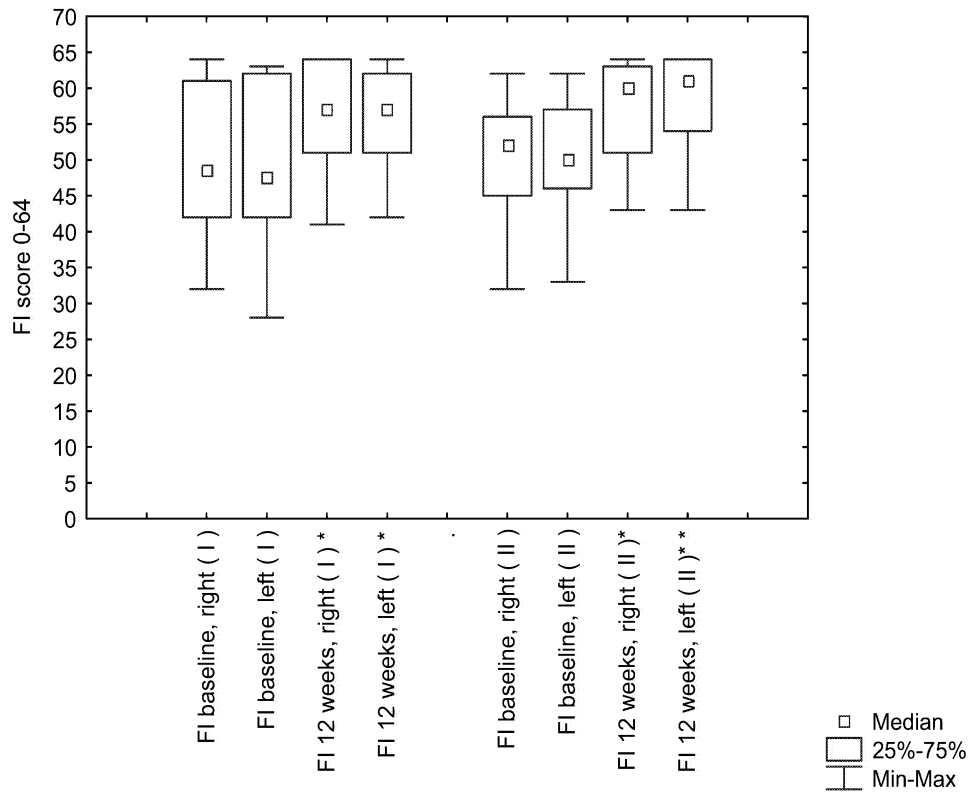 FI score 0-64
70
65
60
55
50
45
40
35
30
25
20
15
10
5
0
FI baseline, right ( I )
FI baseline, left ( I )
FI 12 weeks, right ( I ) *
FI 12 weeks, left ( I ) *
.
FI baseline, right ( II )
FI baseline, left ( II )
FI 12 weeks, right ( II )*
FI 12 weeks, left ( II )* *
Median
25%-75%
Min-Max